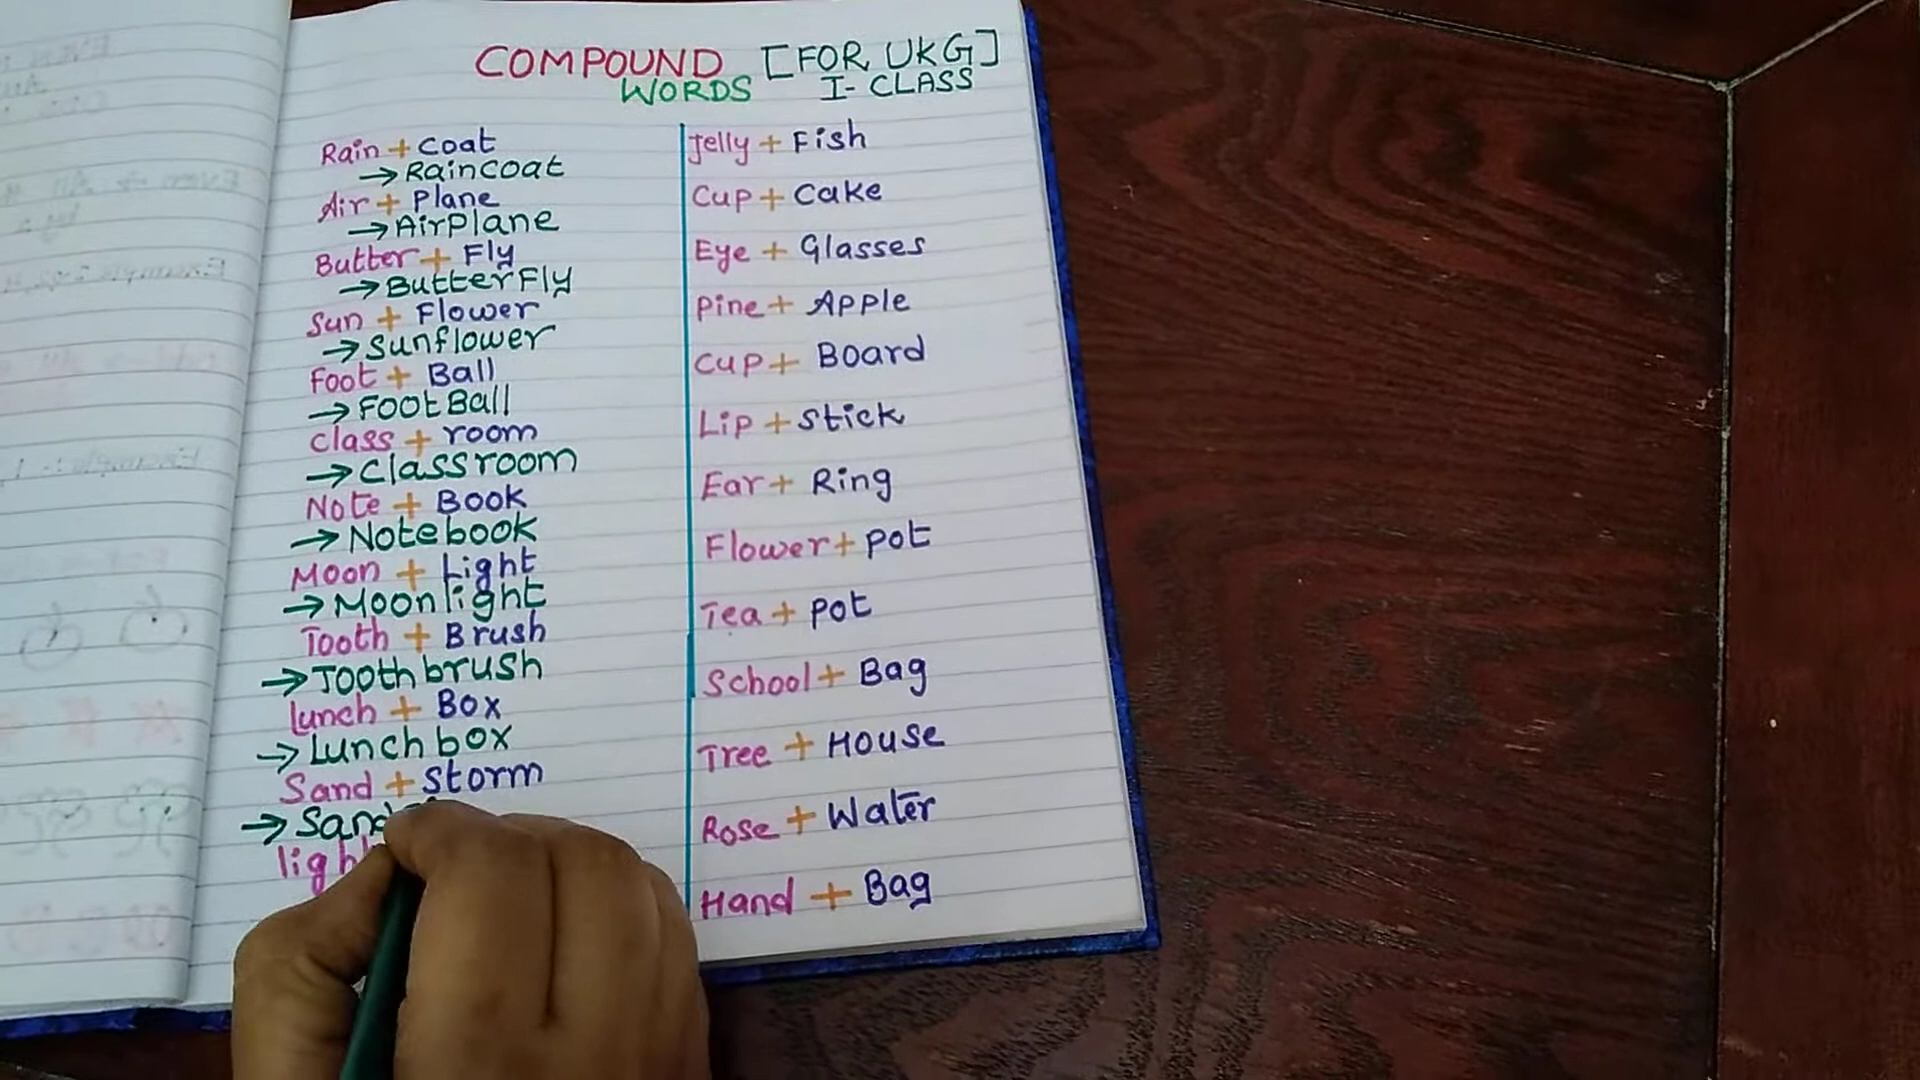 COMPOUND [FOR UKG]
WORDS I-CLASS
Rain + Coat
→ Raincoat
Air + Plane
→ AirPlane
Butter + Fly
→ ButterFly
Sun + Flower
→ Sunflower
Foot + Ball
→ FootBall
Class + room
→ Classroom
Note + Book
→ Notebook
Moon + Light
→ Moonlight
Tooth + Brush
→ Toothbrush
lunch + Box
→ Lunchbox
Sand + Storm
→ Sand
Jelly + Fish
Cup + Cake
Eye + Glasses
Pine + Apple
Cup + Board
Lip + Stick
Ear + Ring
Flower + Pot
Tea + Pot
School + Bag
Tree + House
Rose + Water
Hand + Bag